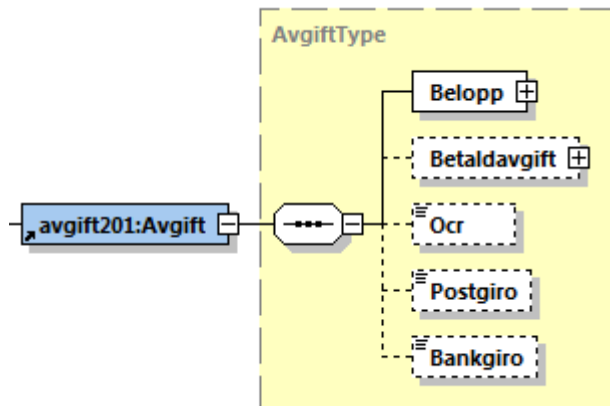 AvgiftType
Belopp
Betaldavgift
avgift201:Avgift
Ocr
Postgiro
Bankgiro